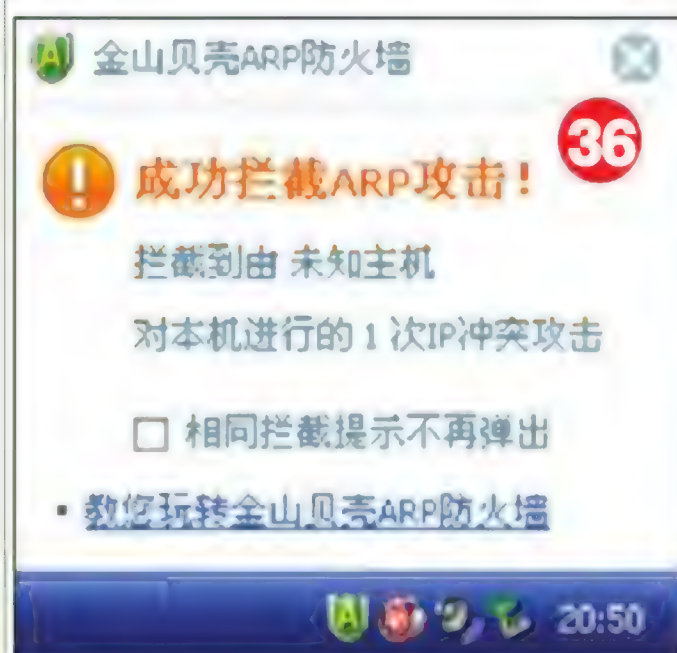 金山贝壳ARP防火墙
36
成功拦截ARP攻击!
拦截到由 未知主机
对本机进行的 1 次IP冲突攻击
相同拦截提示不再弹出
教您玩转金山贝壳ARP防火墙
20:50